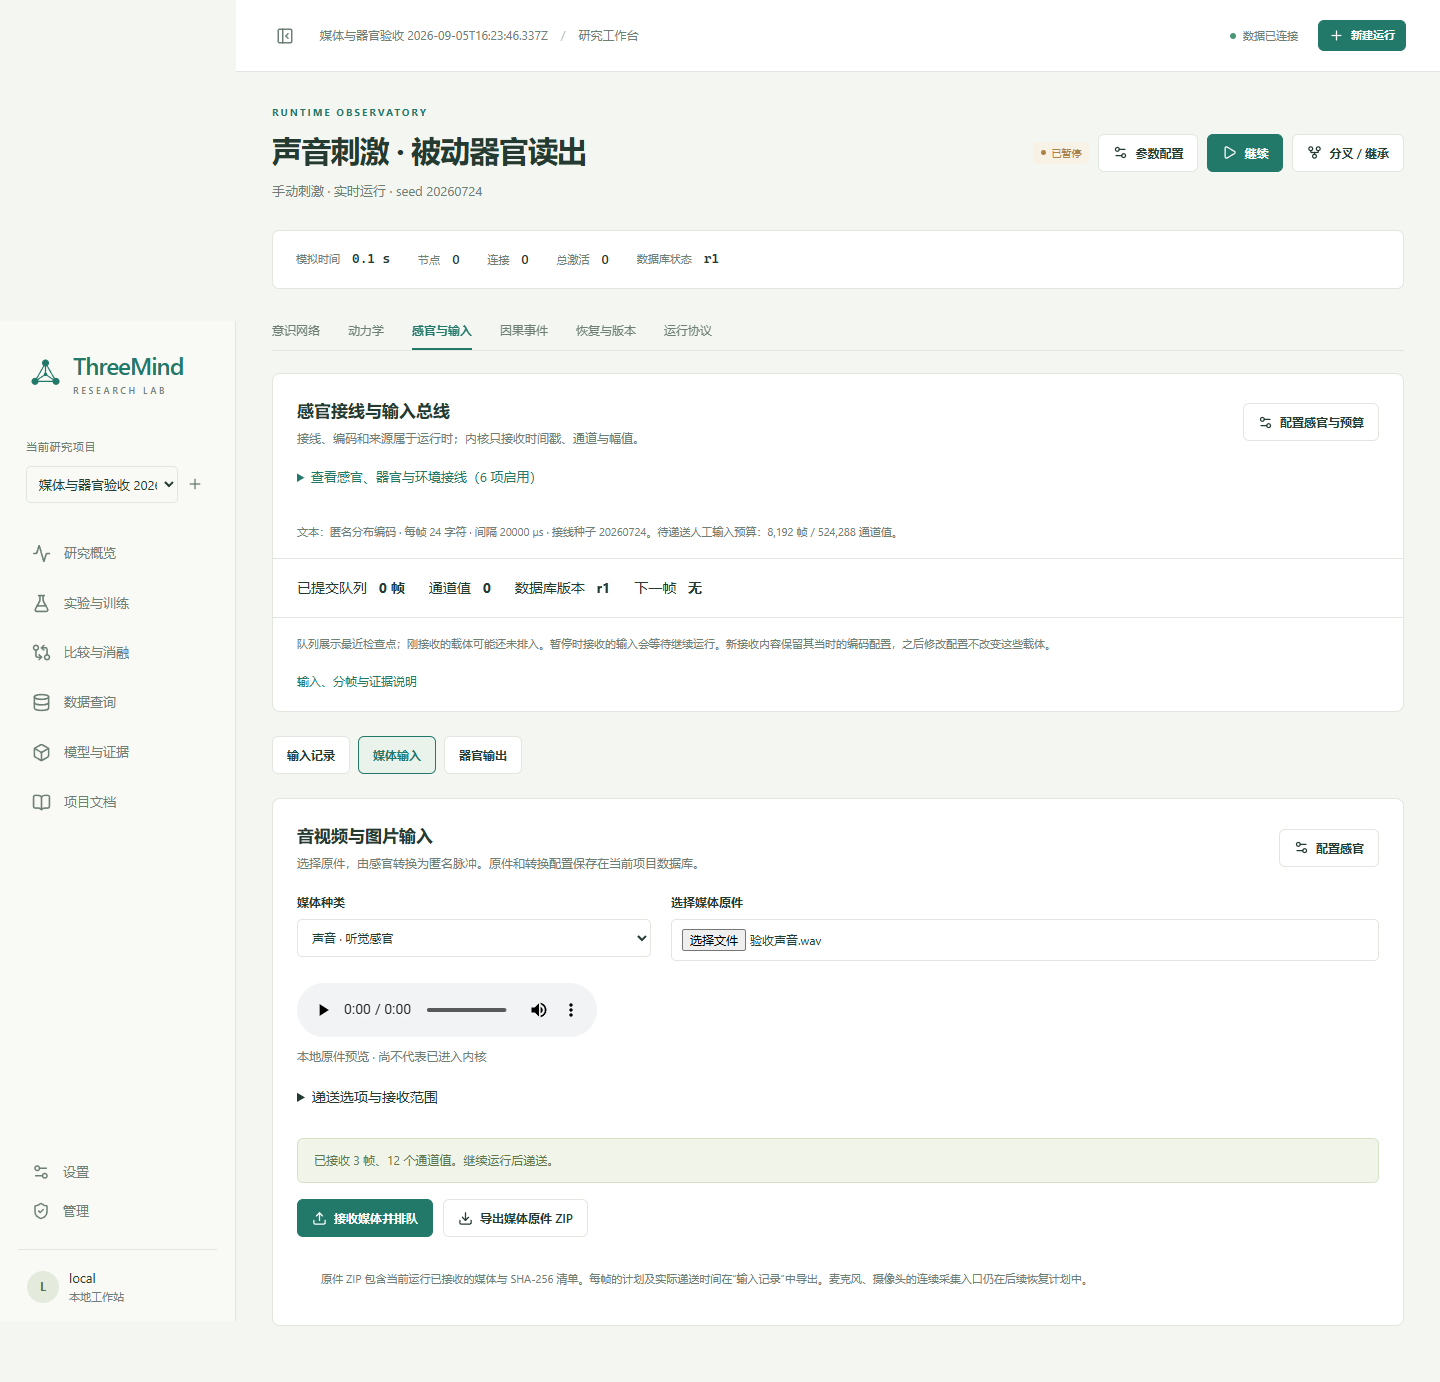 媒体与器官验收 2026-09-05T16:23:46.337Z / 研究工作台
数据已连接
新建运行
RUNTIME OBSERVATORY
声音刺激 · 被动器官读出
已暂停
参数配置
继续
分叉 / 继承
手动刺激 · 实时运行 · seed 20260724
模拟时间 0.1 s 节点 0 连接 0 总激活 0 数据库状态 r1
意识网络 动力学 感官与输入 因果事件 恢复与版本 运行协议
ThreeMind
RESEARCH LAB
当前研究项目
媒体与器官验收 2026
研究概览
实验与训练
比较与消融
数据查询
模型与证据
项目文档
设置
管理
L
local
本地工作站
感官接线与输入总线
接线、编码和来源属于运行时；内核只接收时间戳、通道与幅值。
配置感官与预算
查看感官、器官与环境接线（6 项启用）
文本：匿名分布编码 · 每帧 24 字符 · 间隔 20000 μs · 接线种子 20260724。待递送人工输入预算：8,192 帧 / 524,288 通道值。
已提交队列 0 帧 通道值 0 数据库版本 r1 下一帧 无
队列展示最近检查点；刚接收的载体可能还未排入。暂停时接收的输入会等待继续运行。新接收内容保留其当时的编码配置，之后修改配置不改变这些载体。
输入、分帧与证据说明
输入记录 媒体输入 器官输出
音视频与图片输入
选择原件，由感官转换为匿名脉冲。原件和转换配置保存在当前项目数据库。
配置感官
媒体种类
声音 · 听觉感官
选择媒体原件
选择文件 验收声音.wav
0:00 / 0:00
本地原件预览 · 尚不代表已进入内核
递送选项与接收范围
已接收 3 帧、12 个通道值。继续运行后递送。
接收媒体并排队
导出媒体原件 ZIP
原件 ZIP 包含当前运行已接收的媒体与 SHA-256 清单。每帧的计划及实际递送时间在“输入记录”中导出。麦克风、摄像头的连续采集入口仍在后续恢复计划中。